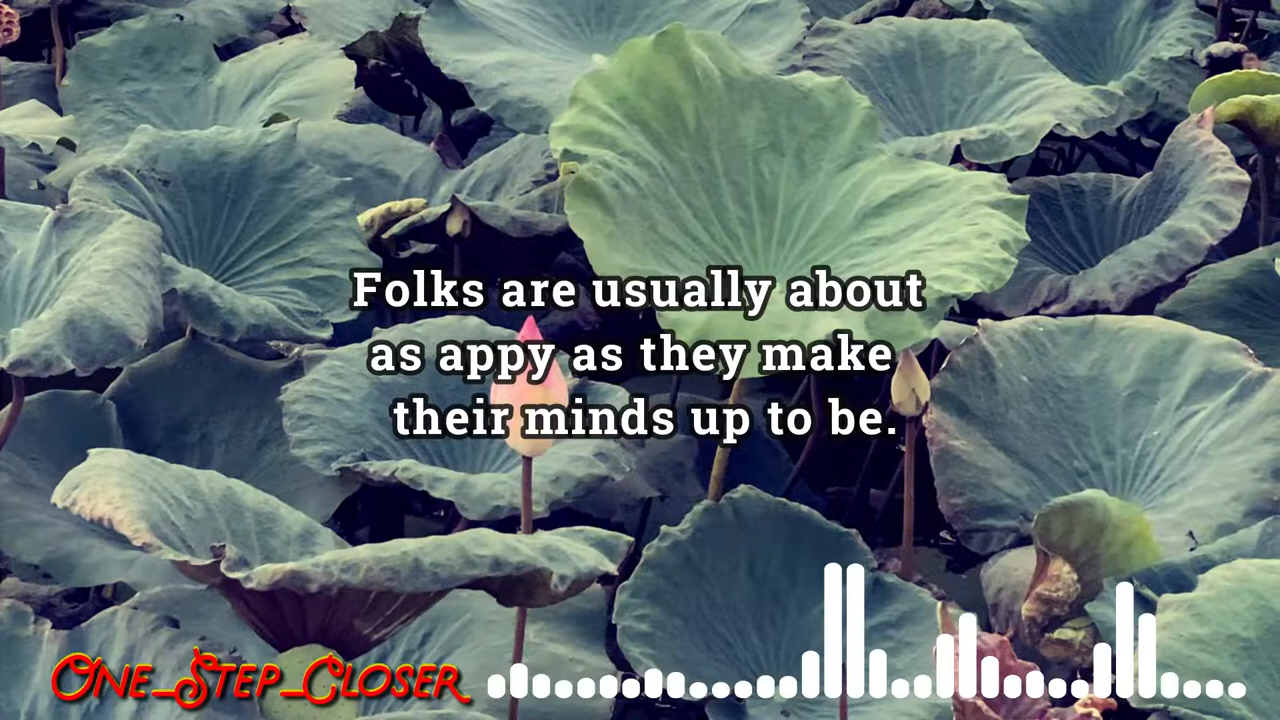 Folks are usually about
as appy as they make
their minds up to be.
One_Step_Closer